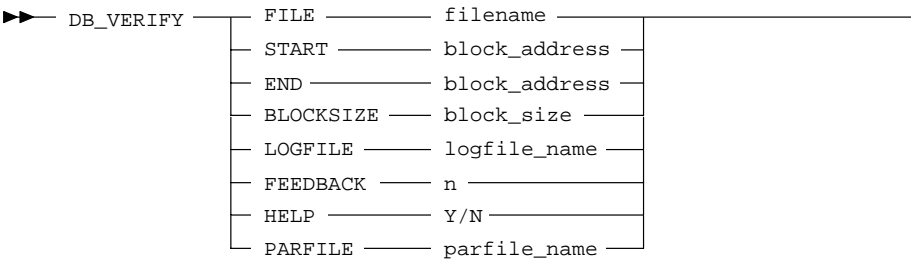 DB_VERIFY FILE filename
START block_address
END block_address
BLOCKSIZE block_size
LOGFILE logfile_name
FEEDBACK n
HELP Y/N
PARFILE parfile_name